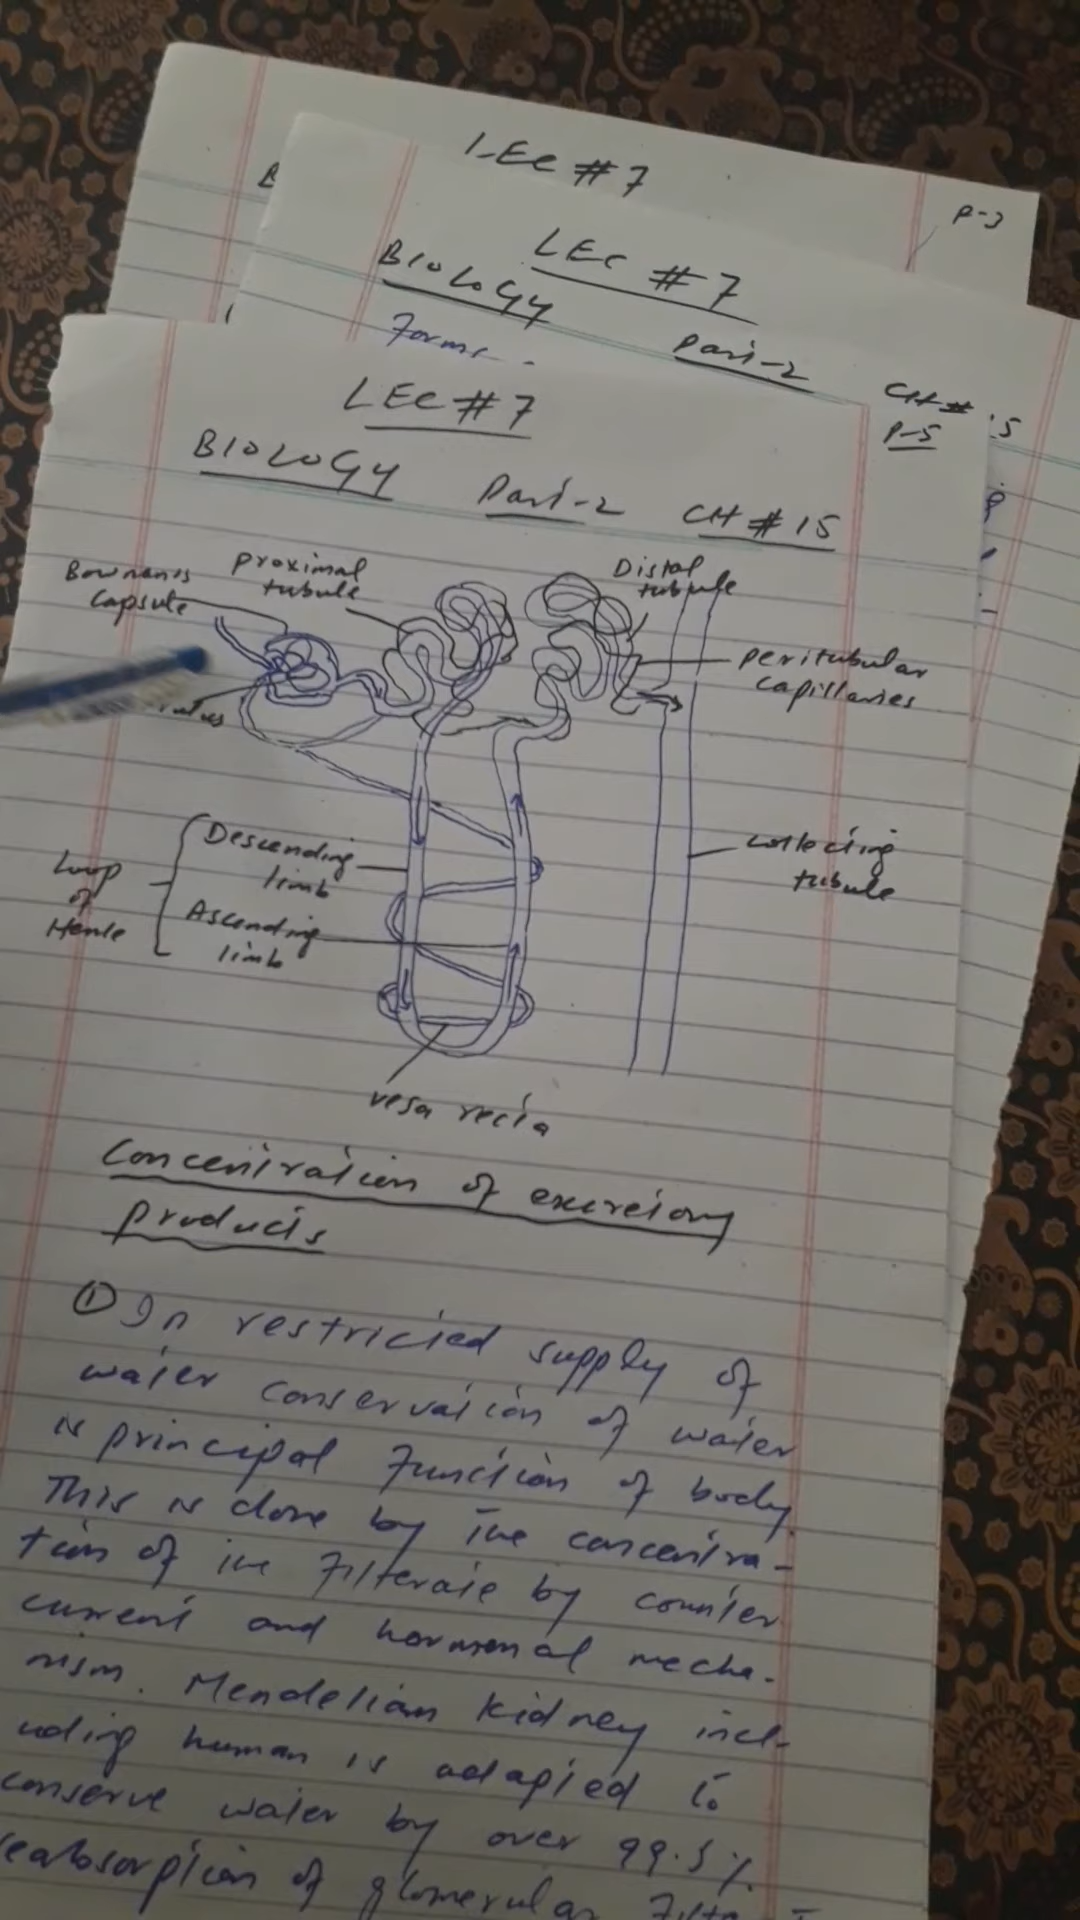 LEC # 7
P-3
LEC # 7
BIOLOGY Part-2 CH # 15
P-5
Forms
LEC # 7
BIOLOGY Part-2 CH # 15
Bowman's
Capsule
proximal
tubule
Distal
tubule
peritubular
capillaries
Loop
of
Henle
Descending
limb
Ascending
limb
collecting
tubule
vesa recta
Concentration of excretory
products
① In restricted supply of
water conservation of water
is principal function of body.
This is done by the concentra-
tion of the filterate by counter
current and hormonal mecha-
nism. Mendelian kidney incl-
uding human is adapted to
conserve water by over 99.5%
reabsorption of glomerular